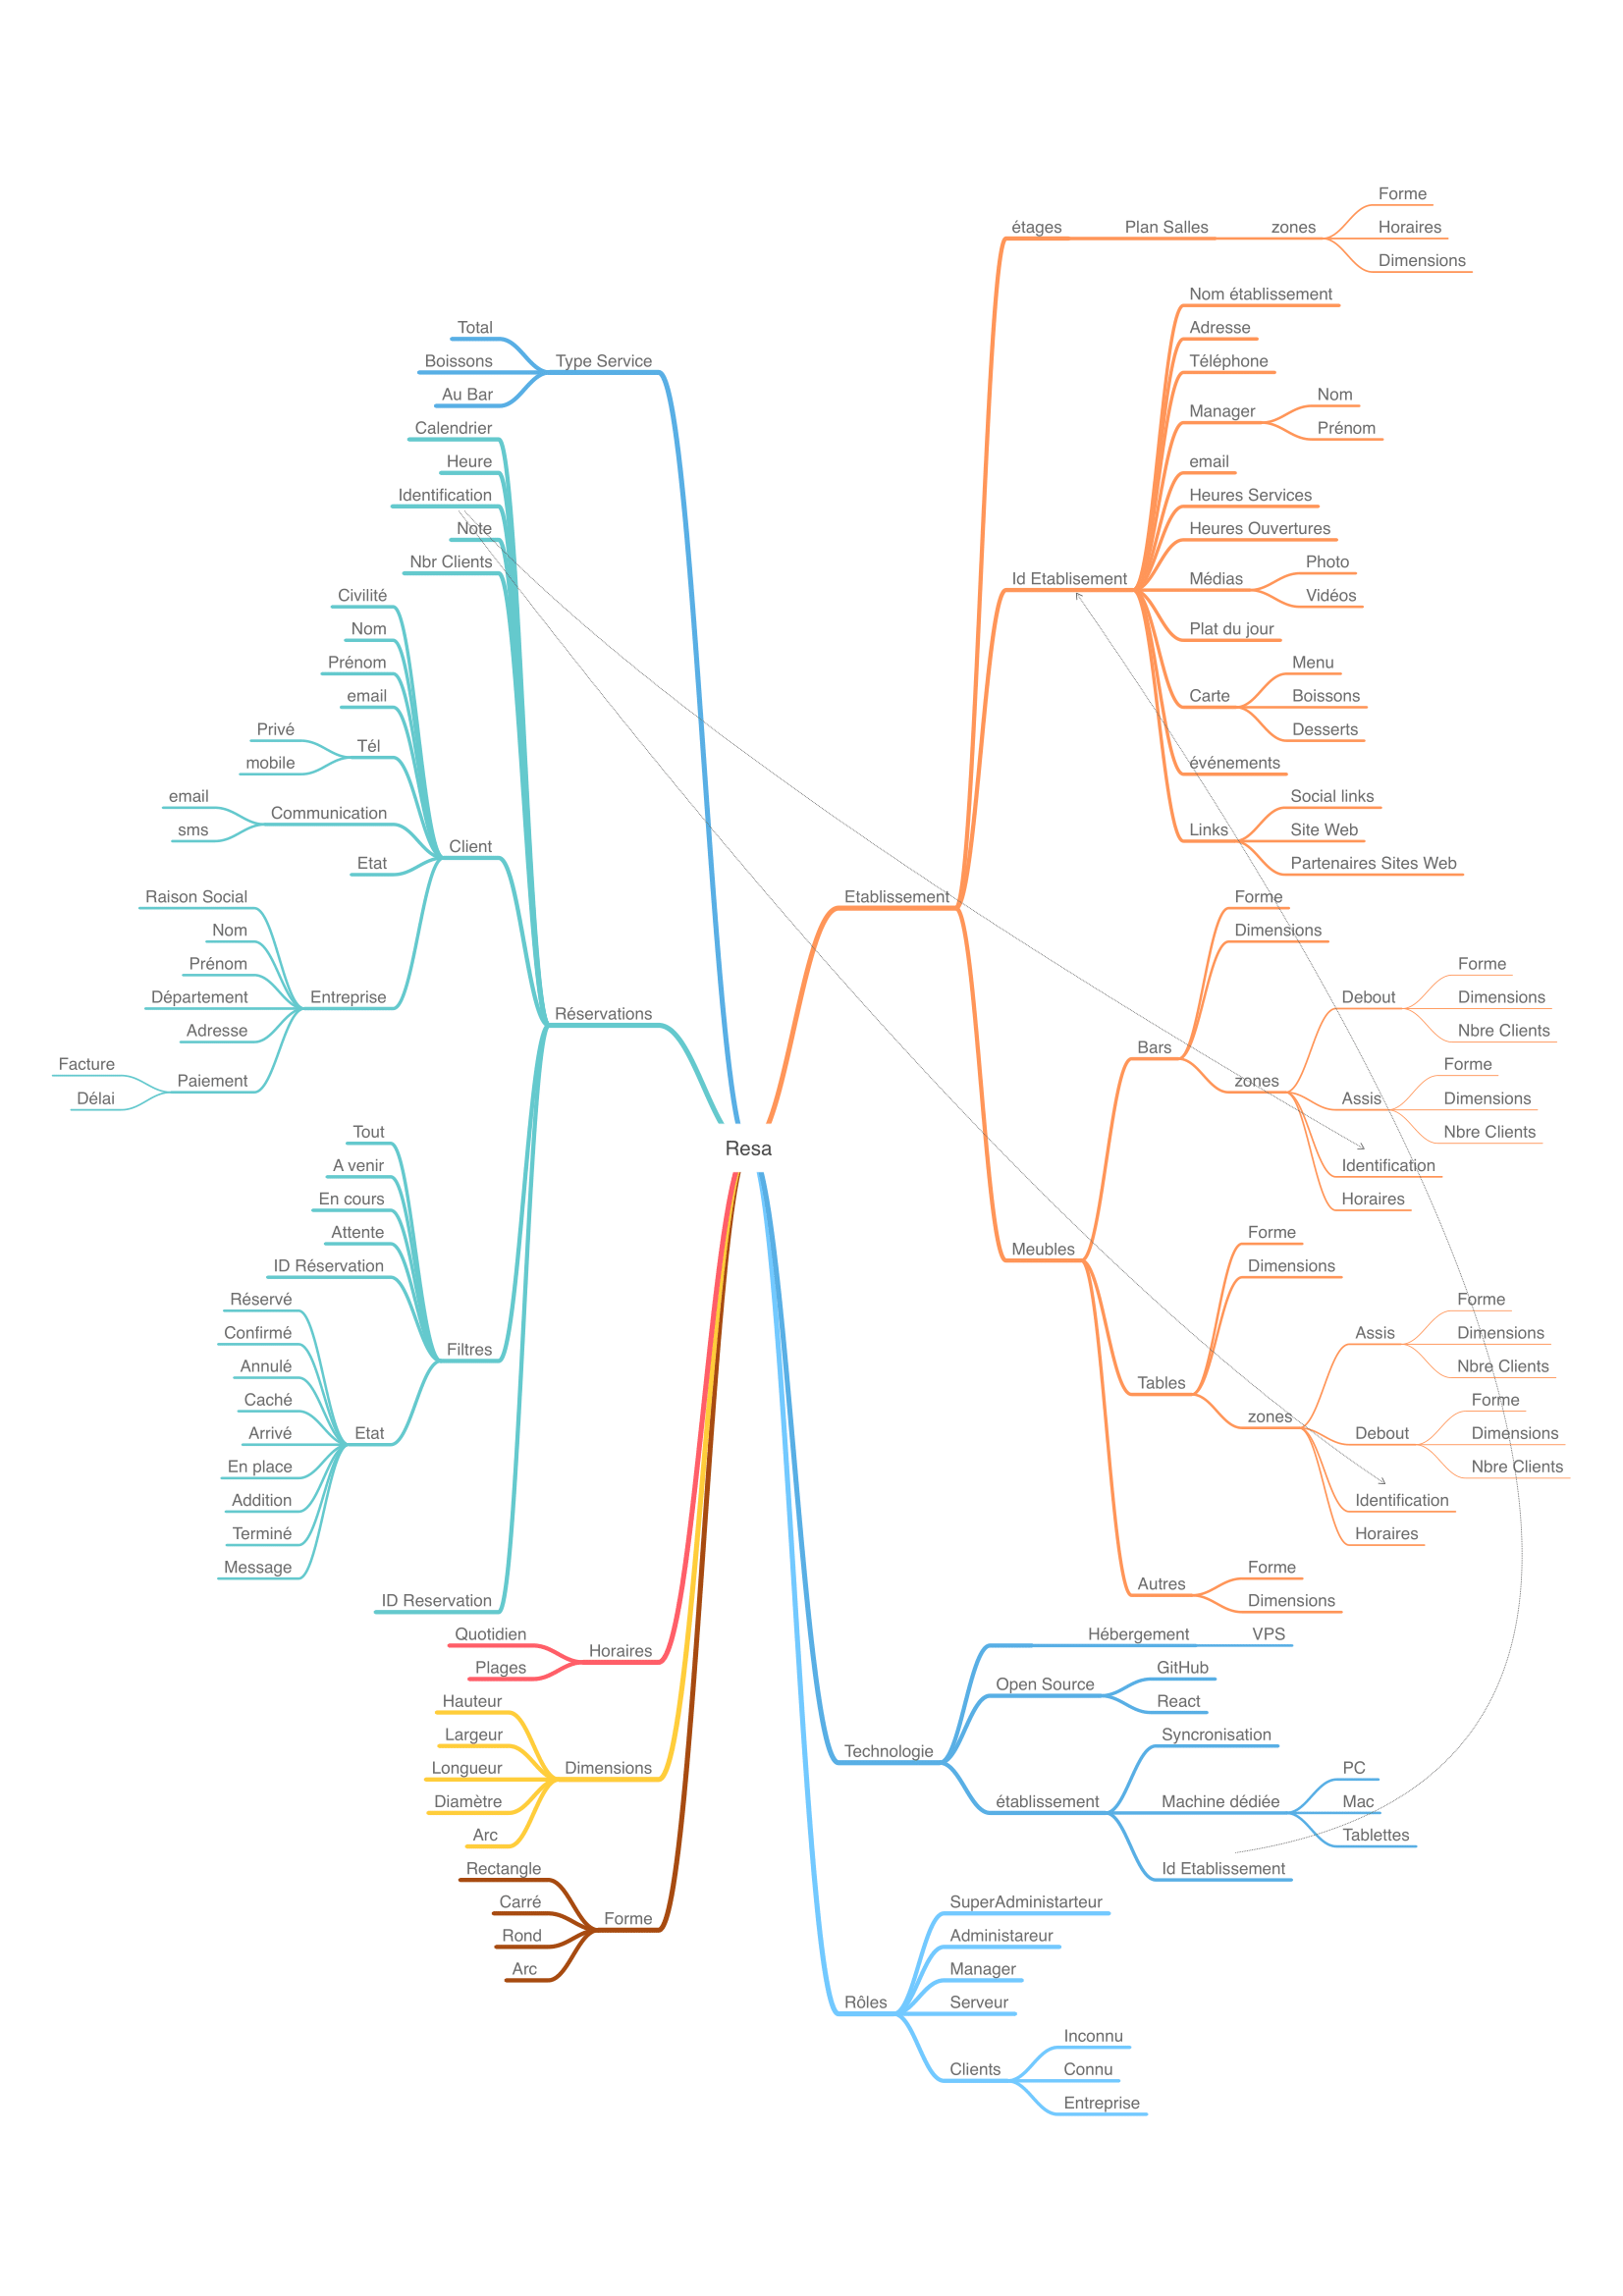 Resa
Type Service
Total
Boissons
Au Bar
Réservations
Calendrier
Heure
Identification
Note
Nbr Clients
Client
Civilité
Nom
Prénom
email
Tél
Privé
mobile
Communication
email
sms
Etat
Entreprise
Raison Social
Nom
Prénom
Département
Adresse
Paiement
Facture
Délai
Filtres
Tout
A venir
En cours
Attente
ID Réservation
Etat
Réservé
Confirmé
Annulé
Caché
Arrivé
En place
Addition
Terminé
Message
ID Reservation
Horaires
Quotidien
Plages
Dimensions
Hauteur
Largeur
Longueur
Diamètre
Arc
Forme
Rectangle
Carré
Rond
Arc
Etablissement
étages
Plan Salles
zones
Forme
Horaires
Dimensions
Id Etablisement
Nom établissement
Adresse
Téléphone
Manager
Nom
Prénom
email
Heures Services
Heures Ouvertures
Médias
Photo
Vidéos
Plat du jour
Carte
Menu
Boissons
Desserts
événements
Links
Social links
Site Web
Partenaires Sites Web
Meubles
Bars
Forme
Dimensions
zones
Debout
Forme
Dimensions
Nbre Clients
Assis
Forme
Dimensions
Nbre Clients
Identification
Horaires
Tables
Forme
Dimensions
zones
Assis
Forme
Dimensions
Nbre Clients
Debout
Forme
Dimensions
Nbre Clients
Identification
Horaires
Autres
Forme
Dimensions
Technologie
Hébergement
VPS
Open Source
GitHub
React
établissement
Syncronisation
Machine dédiée
PC
Mac
Tablettes
Id Etablissement
Rôles
SuperAdministarteur
Administareur
Manager
Serveur
Clients
Inconnu
Connu
Entreprise